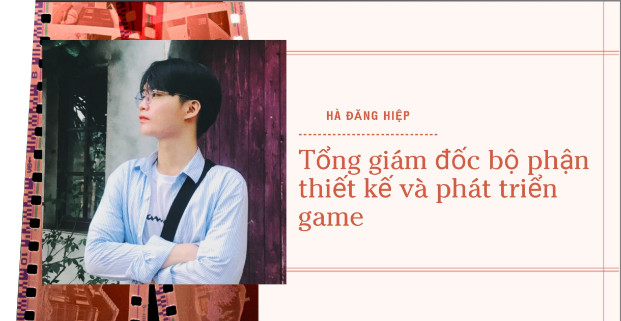 HÀ ĐĂNG HIỆP
Tổng giám đốc bộ phận
thiết kế và phát triển
game